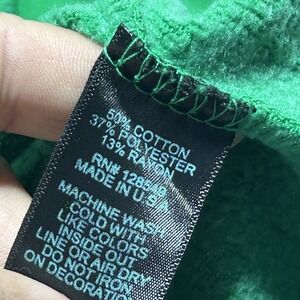 50% COTTON
37% POLYESTER
13% RAYON
RN# 128549
MADE IN U.S.A
MACHINE WASH
COLD WITH
LIKE COLORS
INSIDE OUT
LINE OR AIR DRY
DO NOT IRON
ON DECORATION